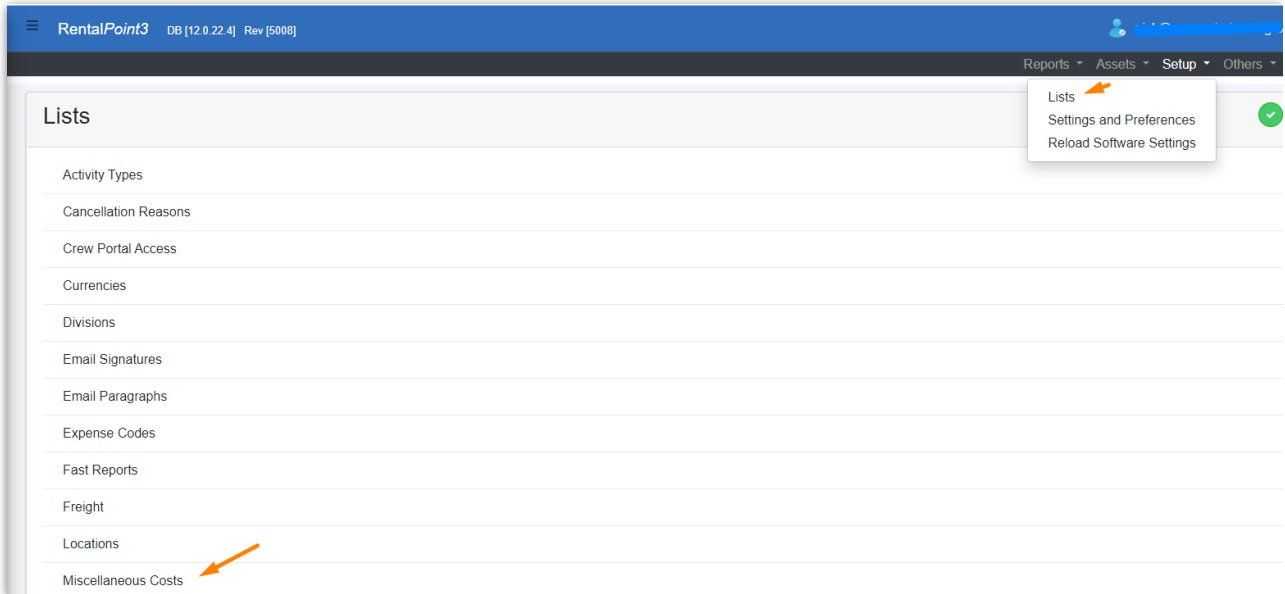 RentalPoint3 DB [12.0.22.4] Rev [5008]
Reports Assets Setup Others
Lists
Settings and Preferences
Reload Software Settings
Lists
Activity Types
Cancellation Reasons
Crew Portal Access
Currencies
Divisions
Email Signatures
Email Paragraphs
Expense Codes
Fast Reports
Freight
Locations
Miscellaneous Costs